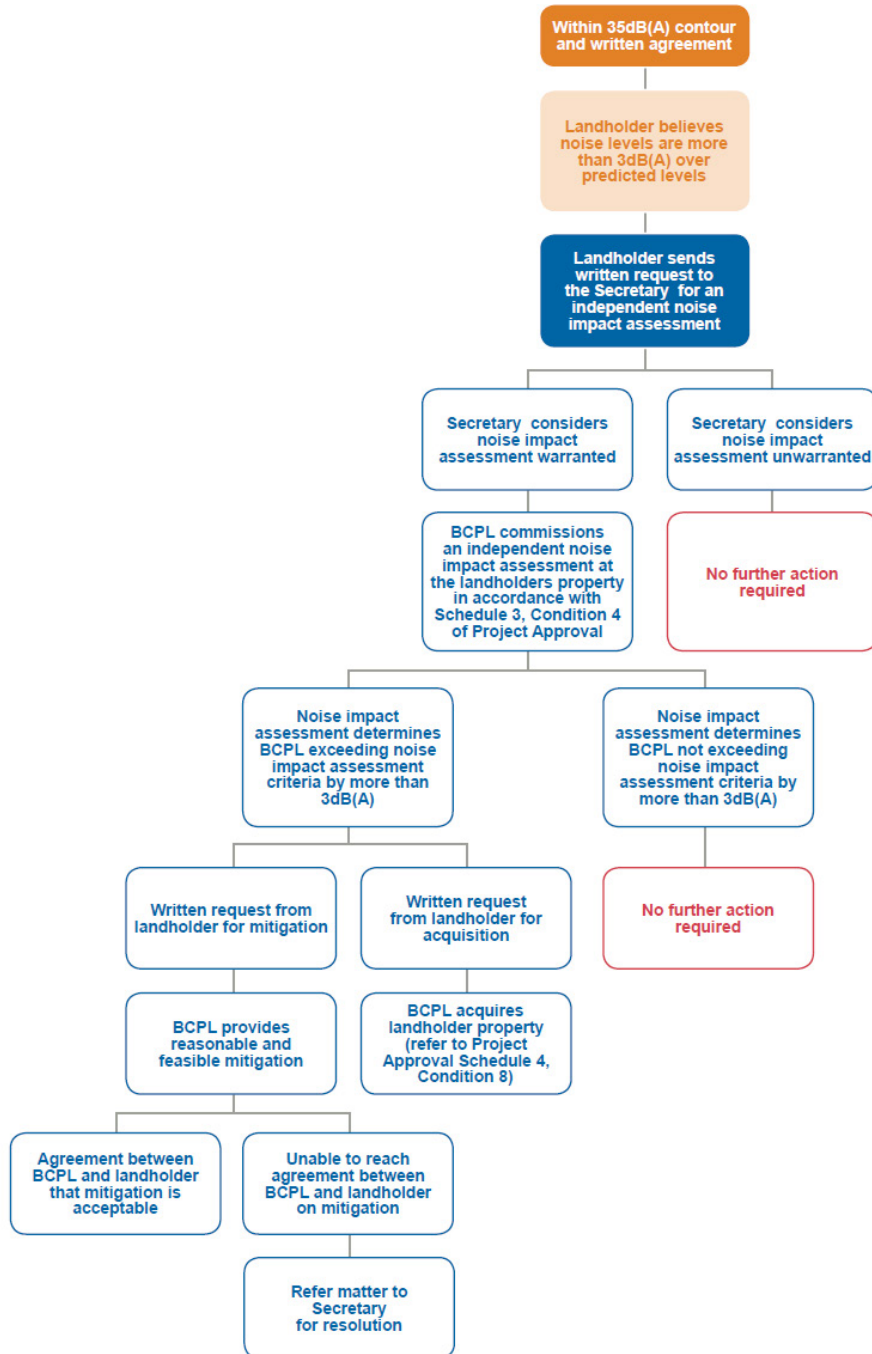 Within 35dB(A) contour
and written agreement
Landholder believes
noise levels are more
than 3dB(A) over
predicted levels
Landholder sends
written request to
the Secretary for an
independent noise
impact assessment
Secretary considers
noise impact
assessment warranted
Secretary considers
noise impact
assessment unwarranted
BCPL commissions
an independent noise
impact assessment at
the landholders property
in accordance with
Schedule 3, Condition 4
of Project Approval
No further action
required
Noise impact
assessment determines
BCPL exceeding noise
impact assessment
criteria by more than
3dB(A)
Noise impact
assessment determines
BCPL not exceeding
noise impact
assessment criteria by
more than 3dB(A)
Written request from
landholder for mitigation
Written request
from landholder for
acquisition
No further action
required
BCPL provides
reasonable and
feasible mitigation
BCPL acquires
landholder property
(refer to Project
Approval Schedule 4,
Condition 8)
Agreement between
BCPL and landholder
that mitigation is
acceptable
Unable to reach
agreement between
BCPL and landholder
on mitigation
Refer matter to
Secretary
for resolution